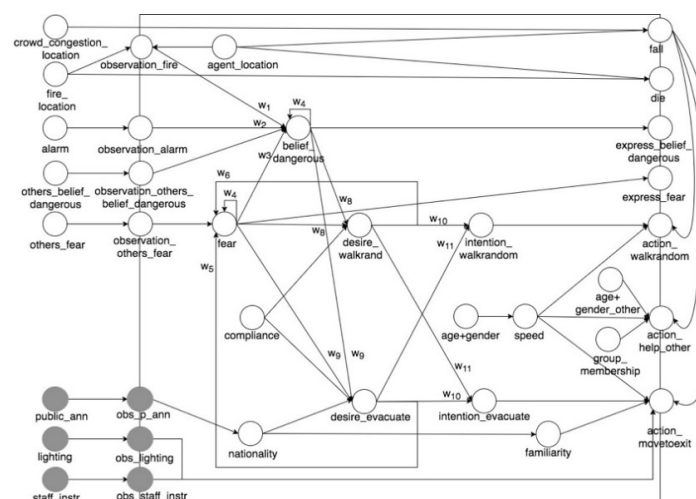 crowd_congestion_
location
observation_fire
agent_location
fall
fire_
location
die
w1
w4
alarm
observation_alarm
w2
belief_
dangerous
express_belief_
dangerous
w3
others_belief_
dangerous
observation_others_
belief_dangerous
w6
w4
w8
express_fear
others_fear
observation_
others_fear
fear
w8
desire_
walkrand
w10
w11
intention_
walkrandom
action_
walkrandom
w5
age+
gender_other
compliance
age+gender
speed
action_
help_other
w9
w9
w11
group_
membership
public_ann
obs_p_ann
desire_evacuate
w10
intention_evacuate
action_
movetoexit
lighting
obs_lighting
nationality
familiarity
staff_instr
obs_staff_instr